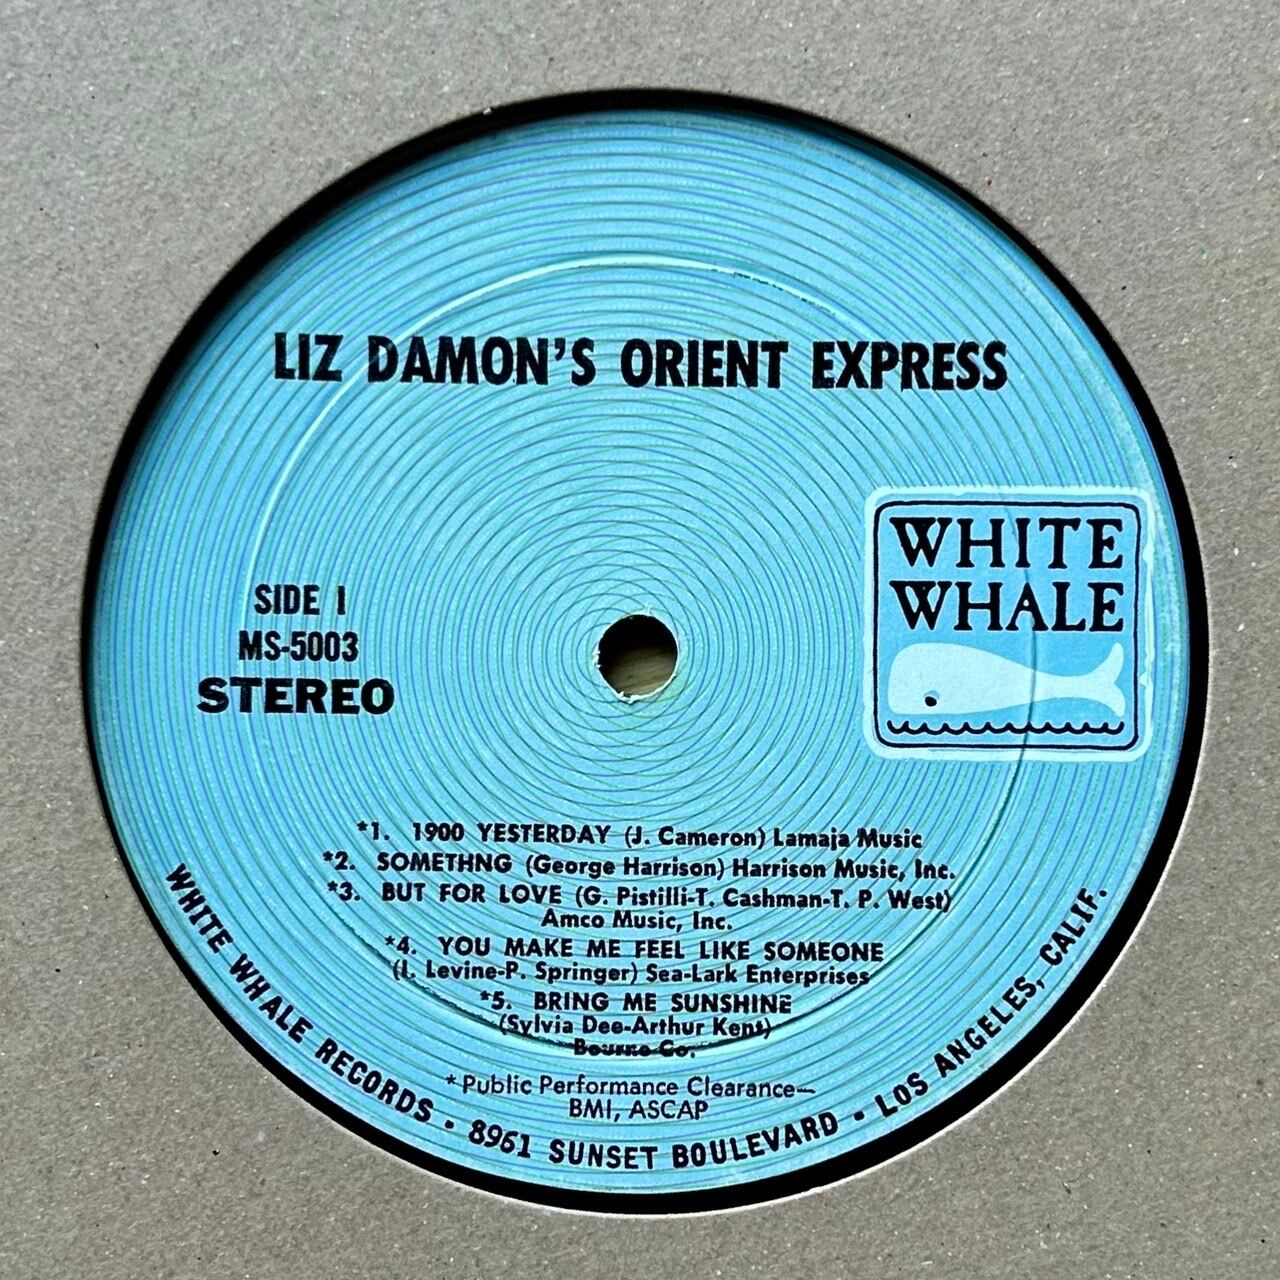 LIZ DAMON'S ORIENT EXPRESS
WHITE
WHALE
SIDE 1
MS-5003
STEREO
*1. 1900 YESTERDAY (J. Cameron) Lamaja Music
*2. SOMETHNG (George Harrison) Harrison Music, Inc.
*3. BUT FOR LOVE (G. Pistilli-T. Cashman-T. P. West)
Amco Music, Inc.
*4. YOU MAKE ME FEEL LIKE SOMEONE
(I. Levine-P. Springer) Sea-Lark Enterprises
*5. BRING ME SUNSHINE
(Sylvia Dee-Arthur Kent)
Bourne Co.
*Public Performance Clearance—
BMI, ASCAP
WHITE WHALE RECORDS • 8961 SUNSET BOULEVARD • LOS ANGELES, CALIF.